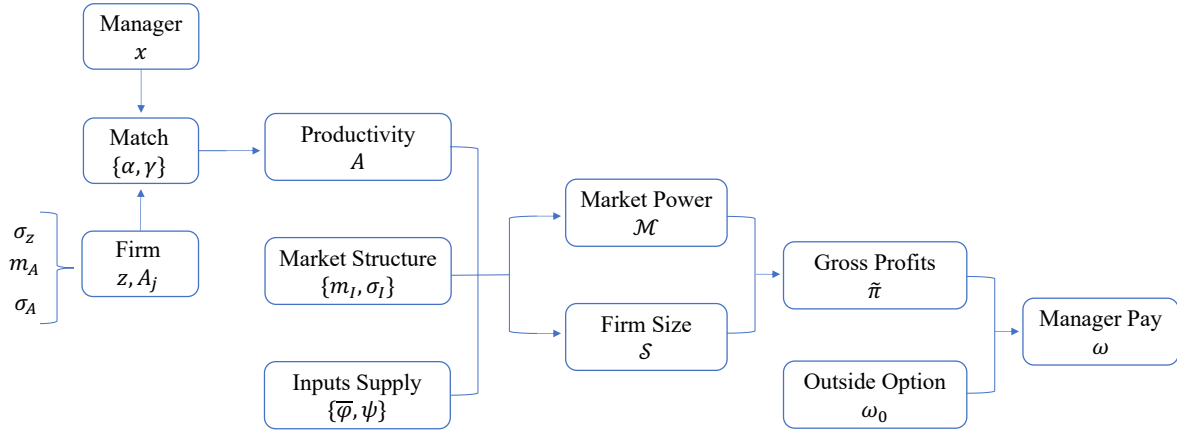 Manager
𝑥
Match
{𝛼, 𝛾}
𝜎_𝑧
𝑚_𝐴
𝜎_𝐴
Firm
𝑧, 𝐴_𝑗
Productivity
𝐴
Market Structure
{𝑚_𝐼, 𝜎_𝐼}
Inputs Supply
{φ̅, 𝜓}
Market Power
ℳ
Firm Size
𝒮
Gross Profits
π̃
Outside Option
𝜔_0
Manager Pay
𝜔